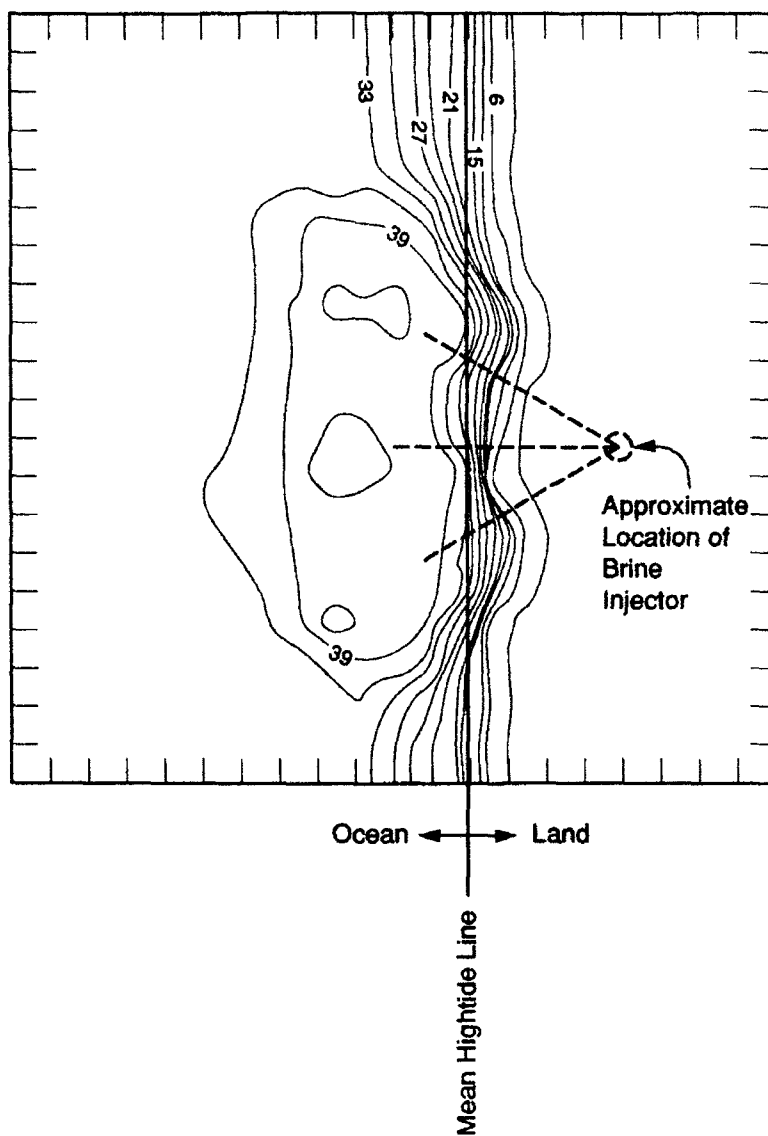 33
27
21
15
6
39
39
Approximate
Location of
Brine
Injector
Ocean
Land
Mean Hightide Line